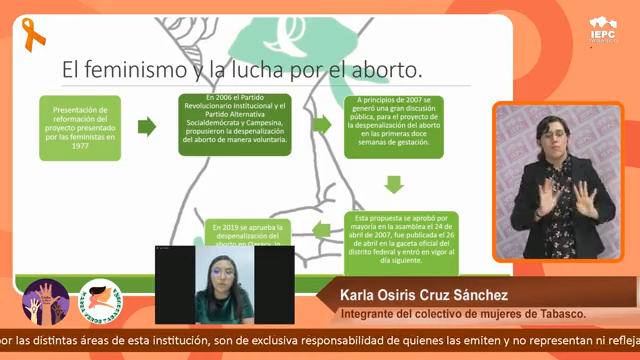 IEPC
TABASCO
El feminismo y la lucha por el aborto.
Presentación de
reformación del
proyecto presentado
por las feministas en
1977
En 2006 el Partido
Revolucionario Institucional y el
Partido Alternativa
Socialdemócrata y Campesina,
propusieron la despenalización
del aborto de manera voluntaria.
A principios de 2007 se
generó una gran discusión
pública, para el proyecto de
la despenalización del aborto
en las primeras doce
semanas de gestación.
Esta propuesta se aprobó por
mayoría en la asamblea el 24 de
abril de 2007, fue publicada el 26
de abril en la gaceta oficial del
distrito federal y entró en vigor al
día siguiente.
En 2019 se aprueba la
despenalización del
aborto en Oaxaca, lo
Karla Osiris Cruz Sánchez
Integrante del colectivo de mujeres de Tabasco.
por las distintas áreas de esta institución, son de exclusiva responsabilidad de quienes las emiten y no representan ni refleja